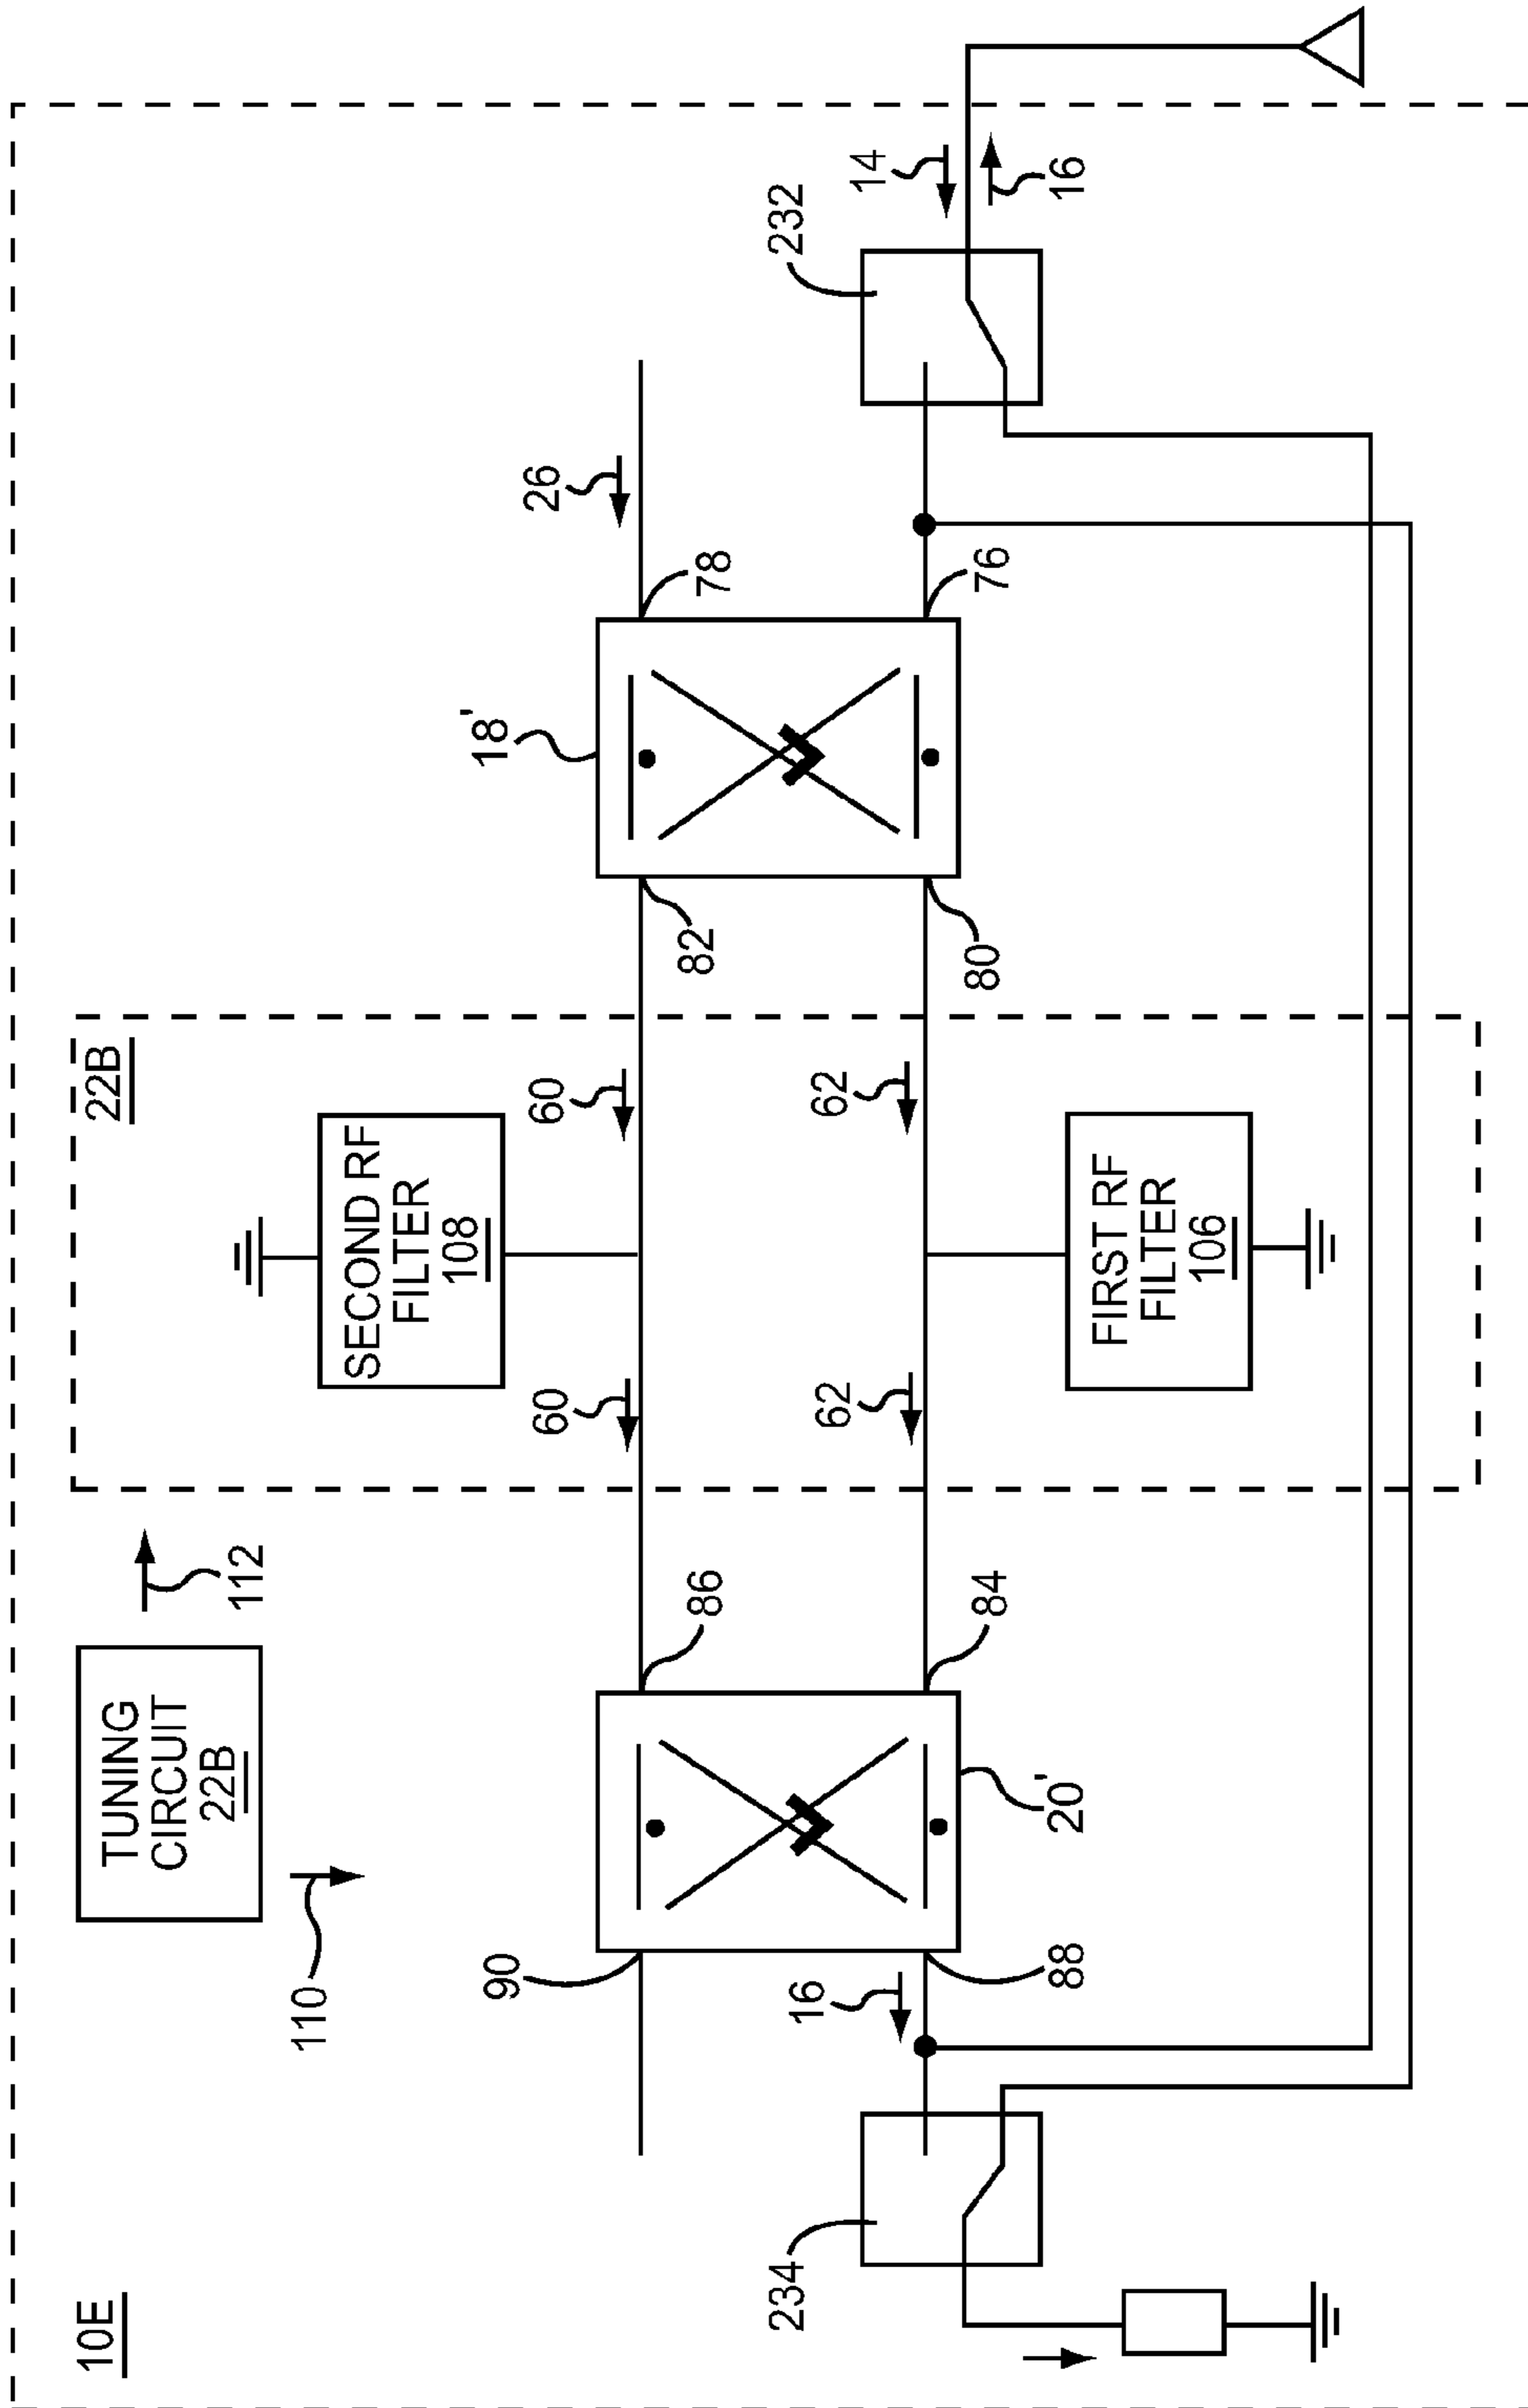 10E
TUNING
CIRCUIT
22B
22B
112
110
SECOND RF
FILTER
108
18'
90
60
60
26
86
82
78
234
16
62
62
232
14
84
80
76
88
20'
16
FIRST RF
FILTER
106